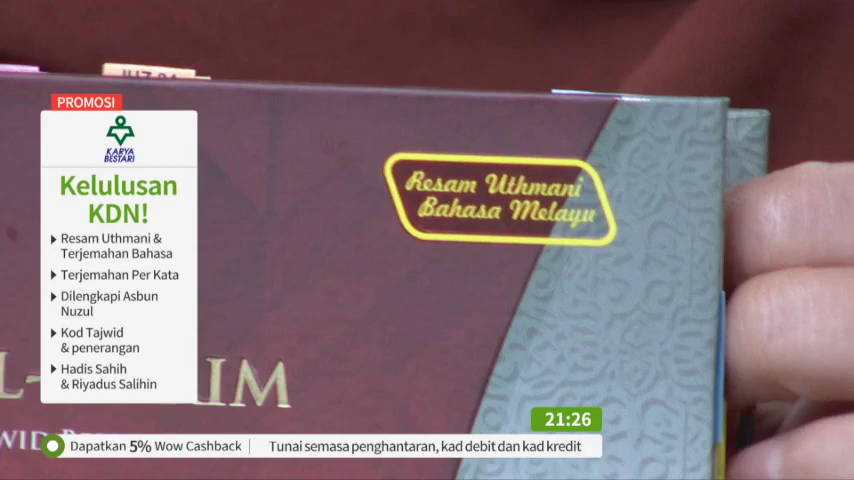 PROMOSI
KARYA
BESTARI
Kelulusan
KDN!
Resam Uthmani &
Terjemahan Bahasa
Terjemahan Per Kata
Dilengkapi Asbun
Nuzul
Kod Tajwid
& penerangan
Hadis Sahih
& Riyadus Salihin
Resam Uthmani
Bahasa Melayu
21:26
Dapatkan 5% Wow Cashback
Tunai semasa penghantaran, kad debit dan kad kredit